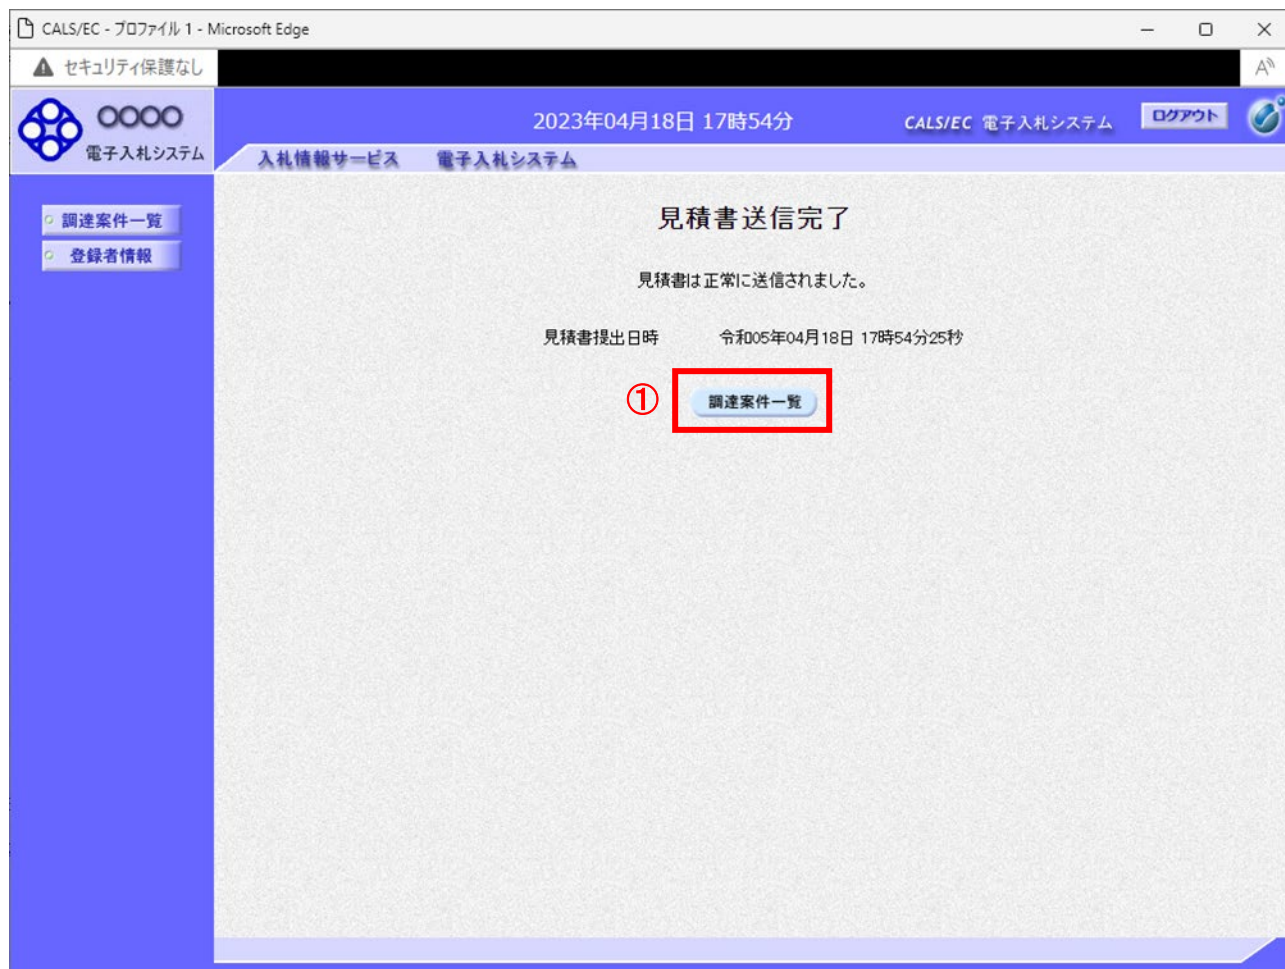 CALS/EC - プロファイル 1 - Microsoft Edge
セキュリティ保護なし
○○○○
電子入札システム
2023年04月18日 17時54分
CALS/EC 電子入札システム
ログアウト
入札情報サービス 電子入札システム
調達案件一覧
登録者情報
見積書送信完了
見積書は正常に送信されました。
見積書提出日時 令和05年04月18日 17時54分25秒
① 調達案件一覧